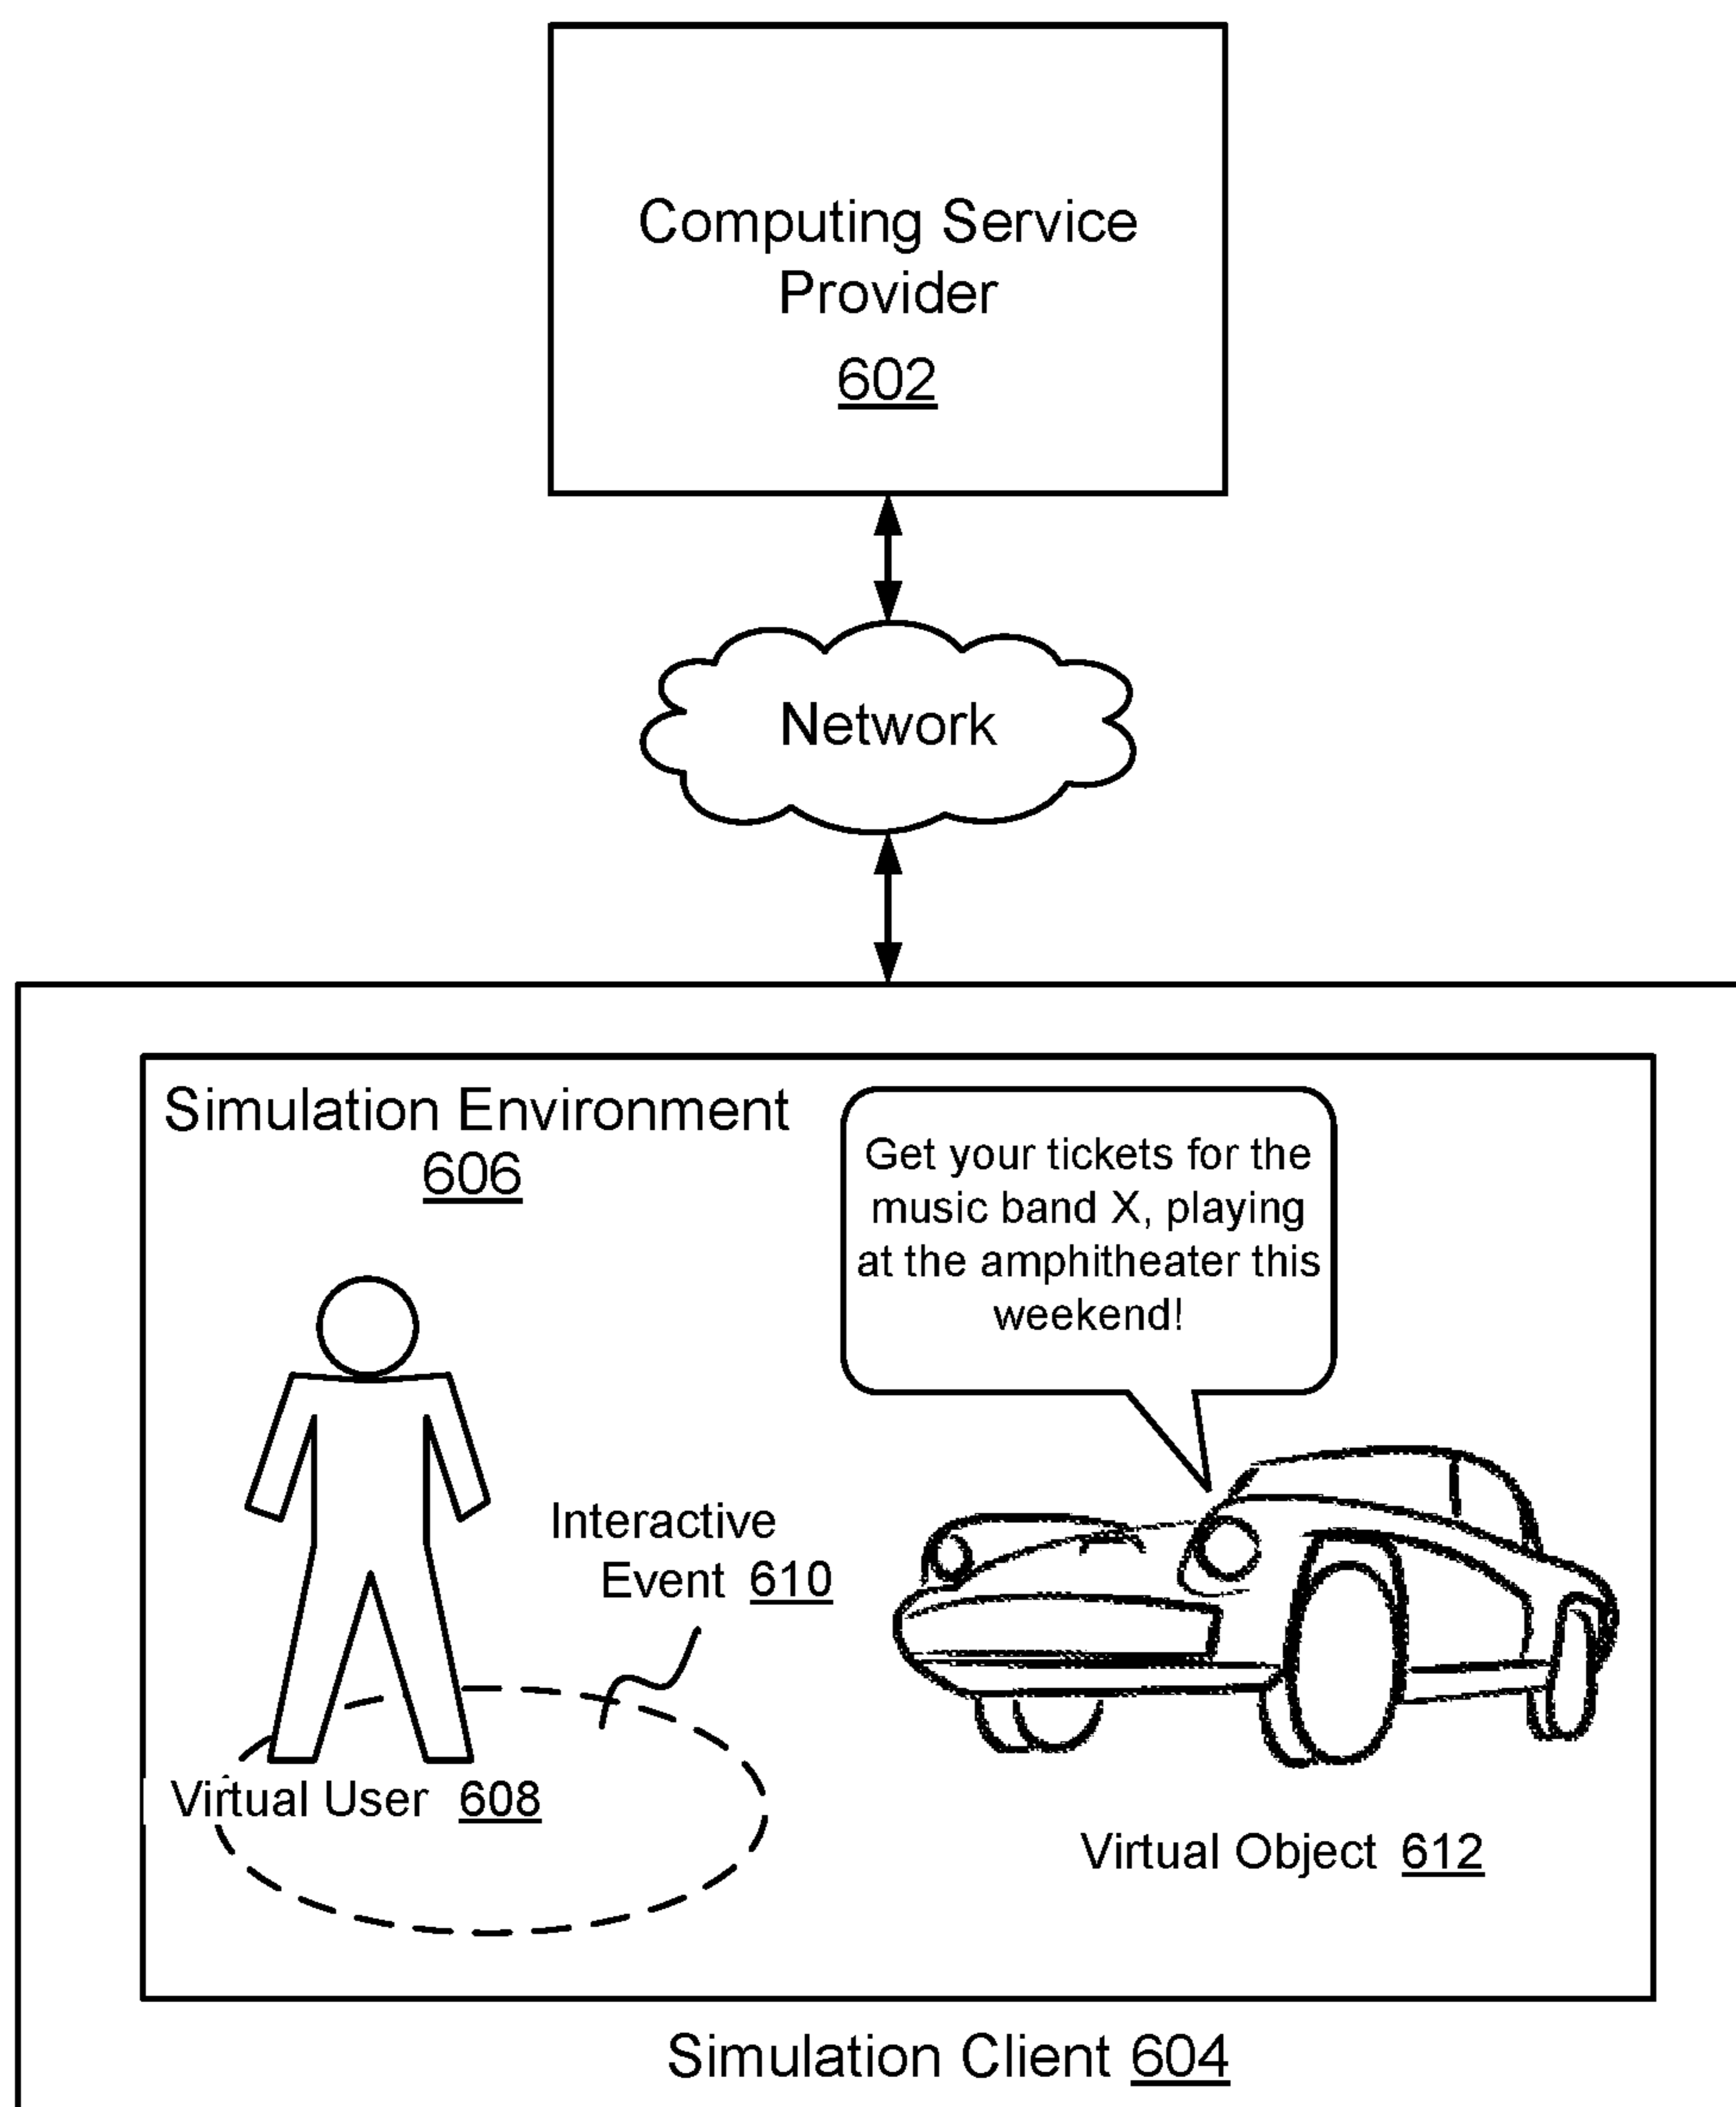 Computing Service
Provider
602
Network
Simulation Environment
606
Get your tickets for the
music band X, playing
at the amphitheater this
weekend!
Interactive
Event 610
Virtual User 608
Virtual Object 612
Simulation Client 604